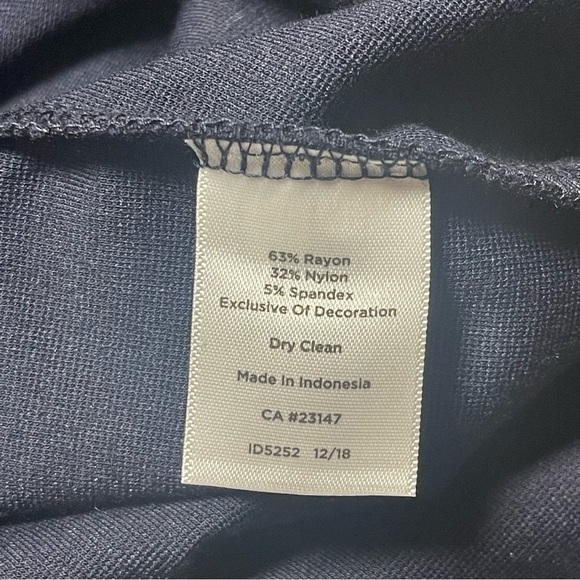 63% Rayon
32% Nylon
5% Spandex
Exclusive Of Decoration
Dry Clean
Made In Indonesia
CA #23147
ID5252 12/18